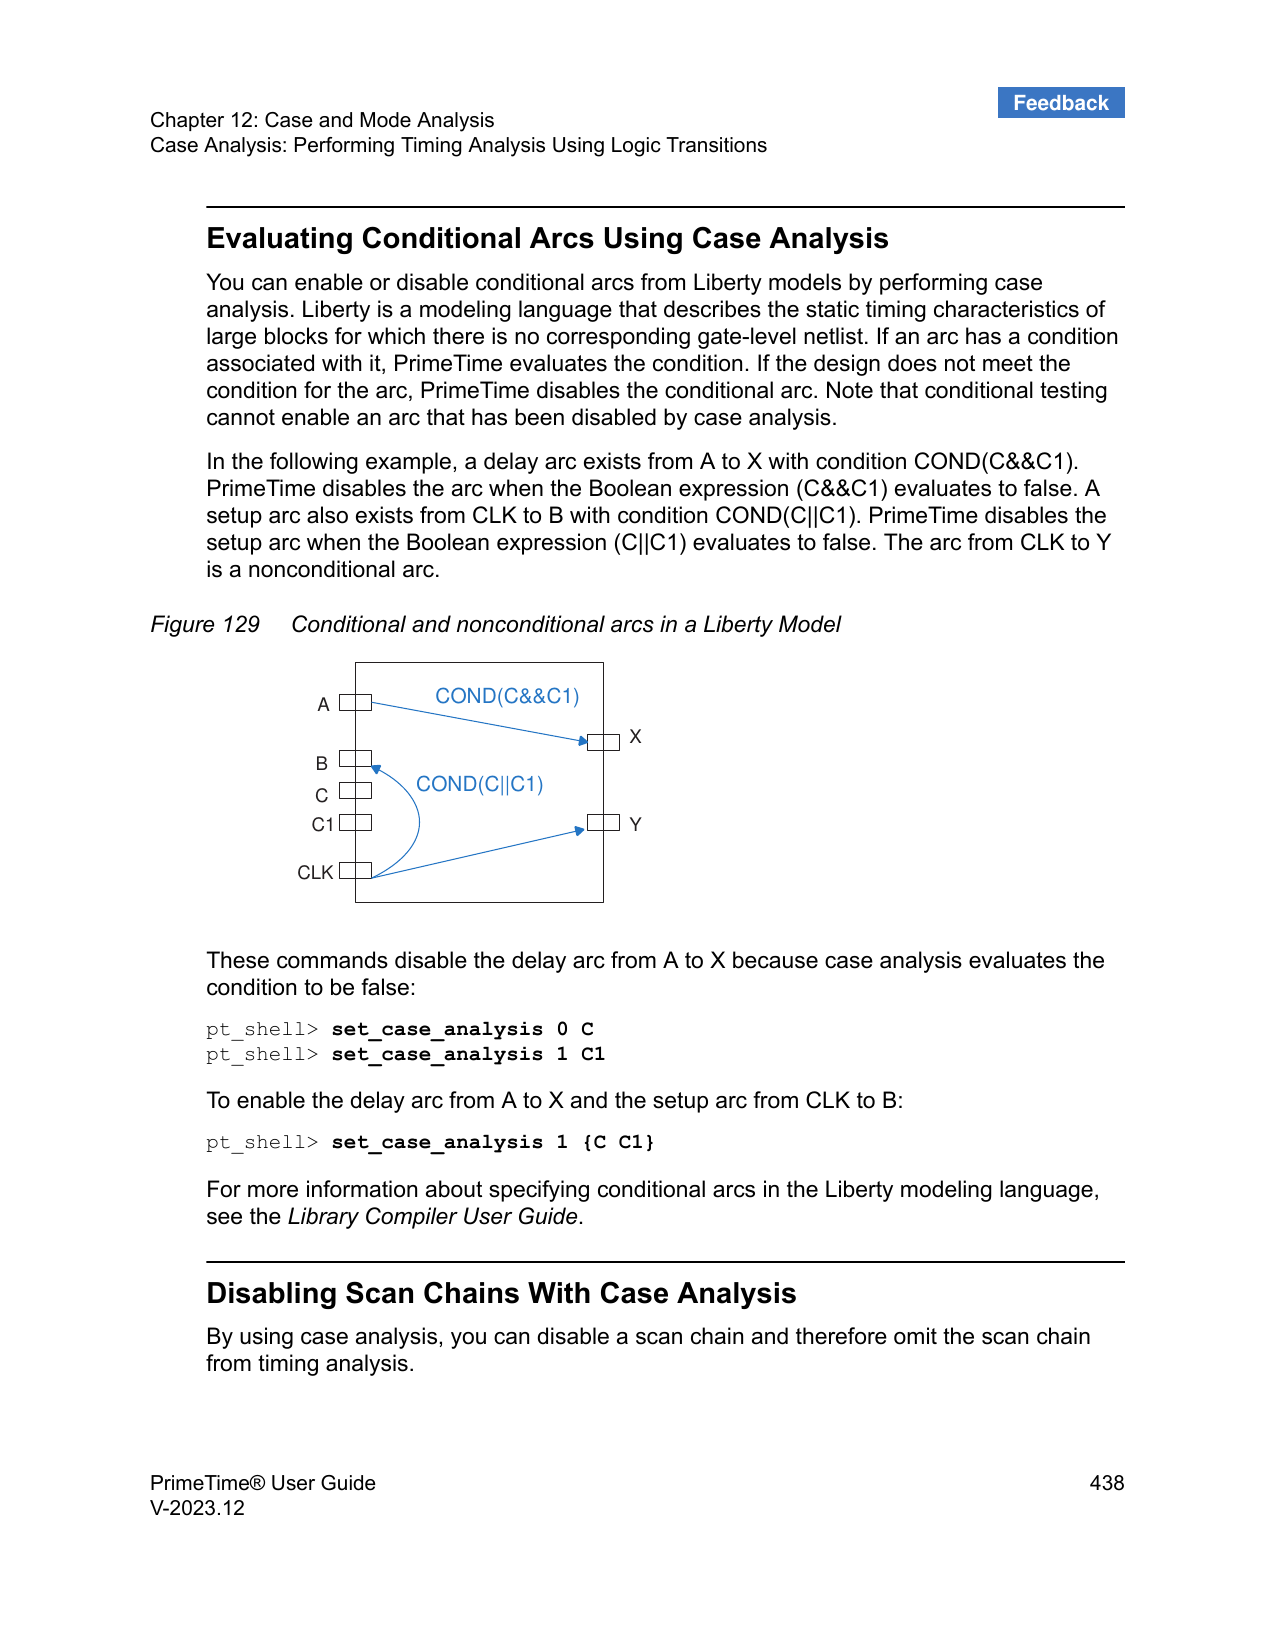 Feedback
Chapter 12: Case and Mode Analysis
Case Analysis: Performing Timing Analysis Using Logic Transitions
Evaluating Conditional Arcs Using Case Analysis
You can enable or disable conditional arcs from Liberty models by performing case
analysis. Liberty is a modeling language that describes the static timing characteristics of
large blocks for which there is no corresponding gate-level netlist. If an arc has a condition
associated with it, PrimeTime evaluates the condition. If the design does not meet the
condition for the arc, PrimeTime disables the conditional arc. Note that conditional testing
cannot enable an arc that has been disabled by case analysis.
In the following example, a delay arc exists from A to X with condition COND(C&&C1).
PrimeTime disables the arc when the Boolean expression (C&&C1) evaluates to false. A
setup arc also exists from CLK to B with condition COND(C||C1). PrimeTime disables the
setup arc when the Boolean expression (C||C1) evaluates to false. The arc from CLK to Y
is a nonconditional arc.
Figure 129 Conditional and nonconditional arcs in a Liberty Model
COND(C&&C1)
A
X
B
COND(C||C1)
C
C1
Y
CLK
These commands disable the delay arc from A to X because case analysis evaluates the
condition to be false:
pt_shell> set_case_analysis 0 C
pt_shell> set_case_analysis 1 C1
To enable the delay arc from A to X and the setup arc from CLK to B:
pt_shell> set_case_analysis 1 {C C1}
For more information about specifying conditional arcs in the Liberty modeling language,
see the Library Compiler User Guide.
Disabling Scan Chains With Case Analysis
By using case analysis, you can disable a scan chain and therefore omit the scan chain
from timing analysis.
PrimeTime® User Guide 438
V-2023.12